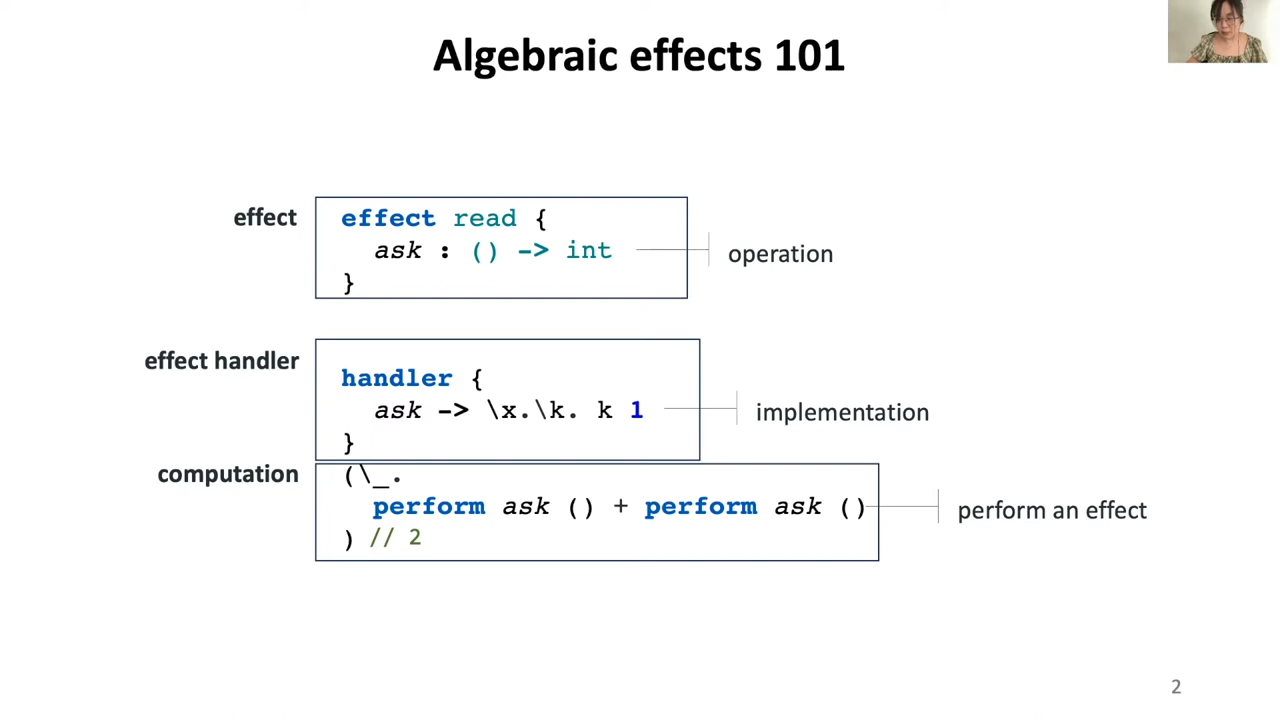 Algebraic effects 101
effect
effect read {
ask : () -> int
}
operation
effect handler
handler {
ask -> \x.\k. k 1
}
implementation
computation
(\_.
perform ask () + perform ask ()
) // 2
perform an effect
2